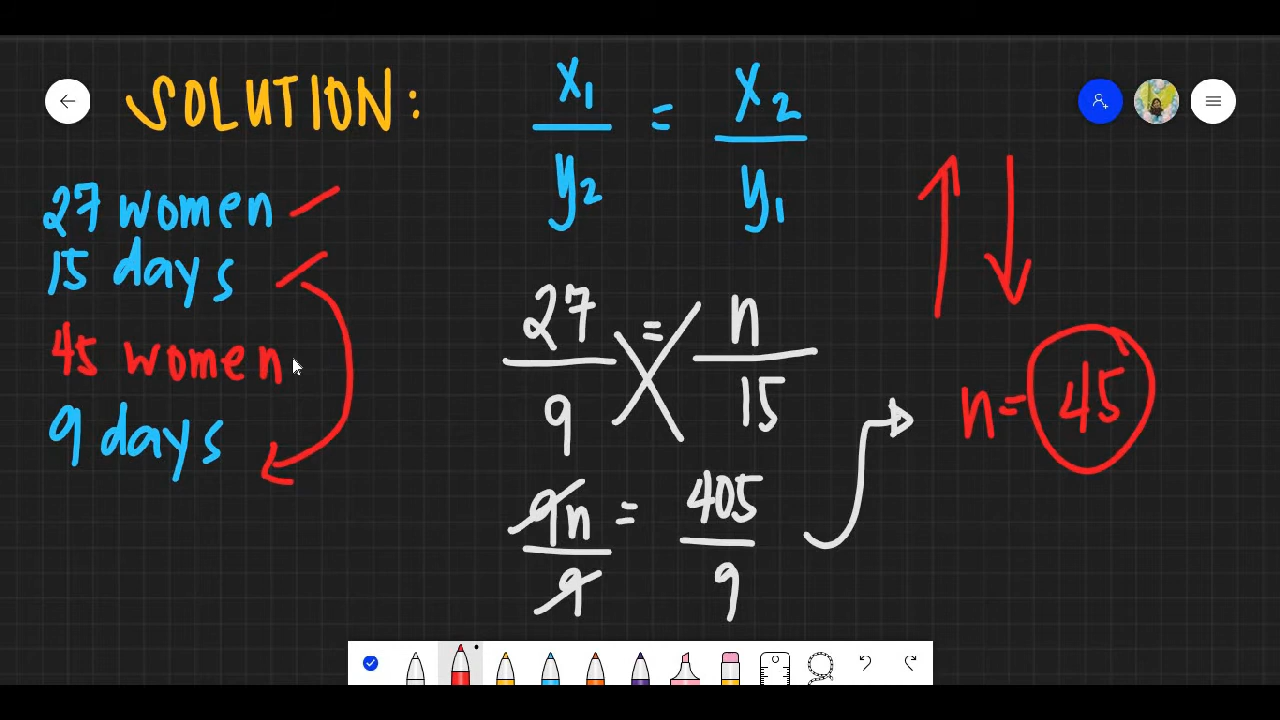 SOLUTION:
x₁/y₂ = x₂/y₁
27 women
15 days
45 women
9 days
27/9 = n/15
9n/9 = 405/9
n = 45